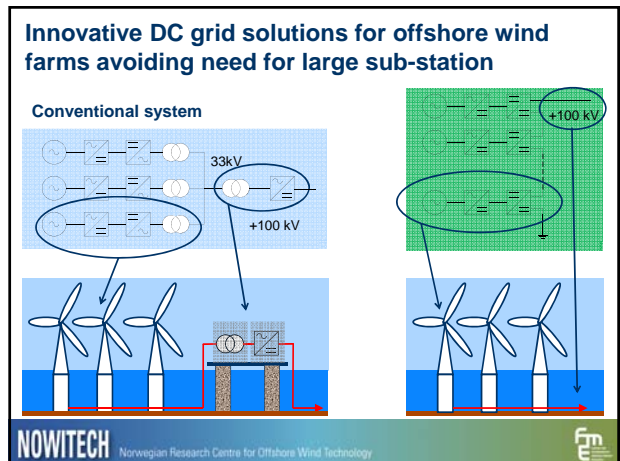 Innovative DC grid solutions for offshore wind
farms avoiding need for large sub-station
Conventional system
33kV
+100 kV
+100 kV
NOWITECH Norwegian Research Centre for Offshore Wind Technology